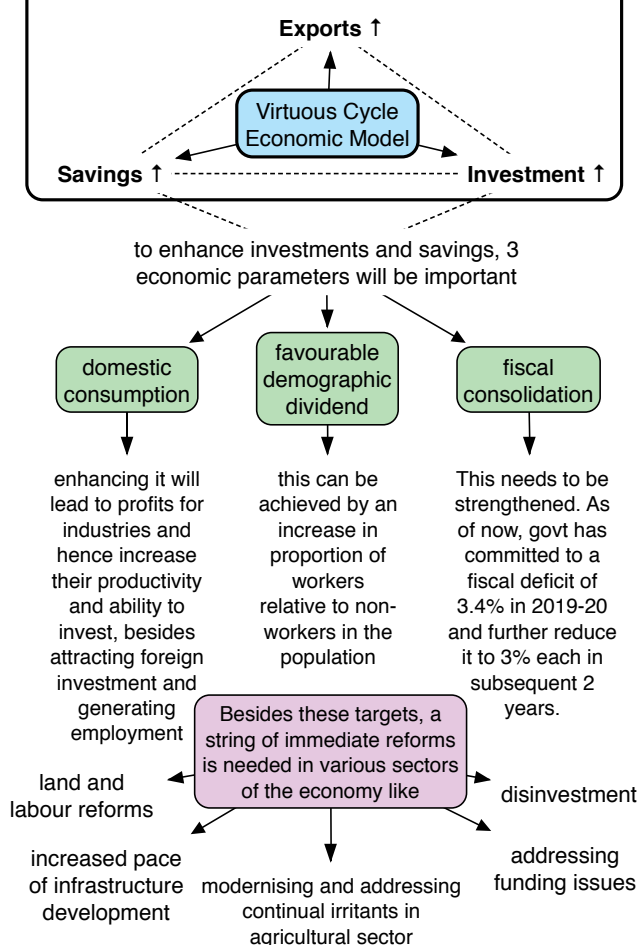 Exports ↑
Virtuous Cycle
Economic Model
Savings ↑
Investment ↑
to enhance investments and savings, 3
economic parameters will be important
domestic
consumption
favourable
demographic
dividend
fiscal
consolidation
enhancing it will
lead to profits for
industries and
hence increase
their productivity
and ability to
invest, besides
attracting foreign
investment and
generating
employment
this can be
achieved by an
increase in
proportion of
workers
relative to non-
workers in the
population
This needs to be
strengthened. As
of now, govt has
committed to a
fiscal deficit of
3.4% in 2019-20
and further reduce
it to 3% each in
subsequent 2
years.
Besides these targets, a
string of immediate reforms
is needed in various sectors
of the economy like
land and
labour reforms
disinvestment
increased pace
of infrastructure
development
modernising and addressing
continual irritants in
agricultural sector
addressing
funding issues